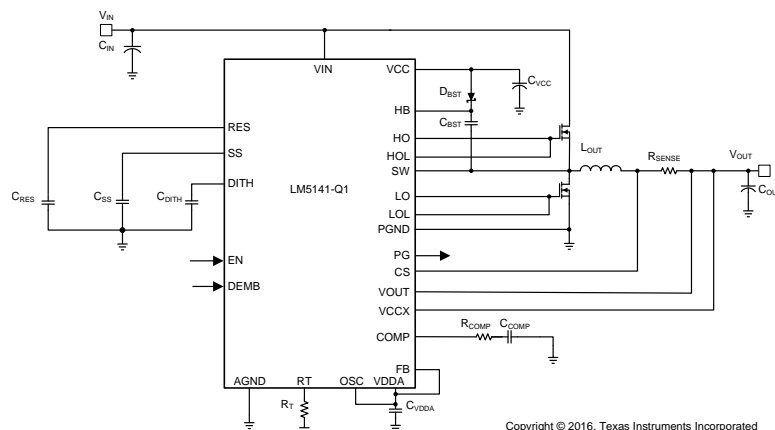 VIN
CIN
VIN
VCC
HB
HO
HOL
SW
LO
LOL
PGND
PG
CS
VOUT
VCCX
COMP
FB
RES
SS
DITH
LM5141-Q1
EN
DEMB
AGND
RT
OSC
VDDA
DBST
CBST
CVCC
LOUT
RSENSE
VOUT
CRES
CSS
CDITH
RCOMP
CCOMP
RT
CVDDA
Copyright © 2016, Texas Instruments Incorporated